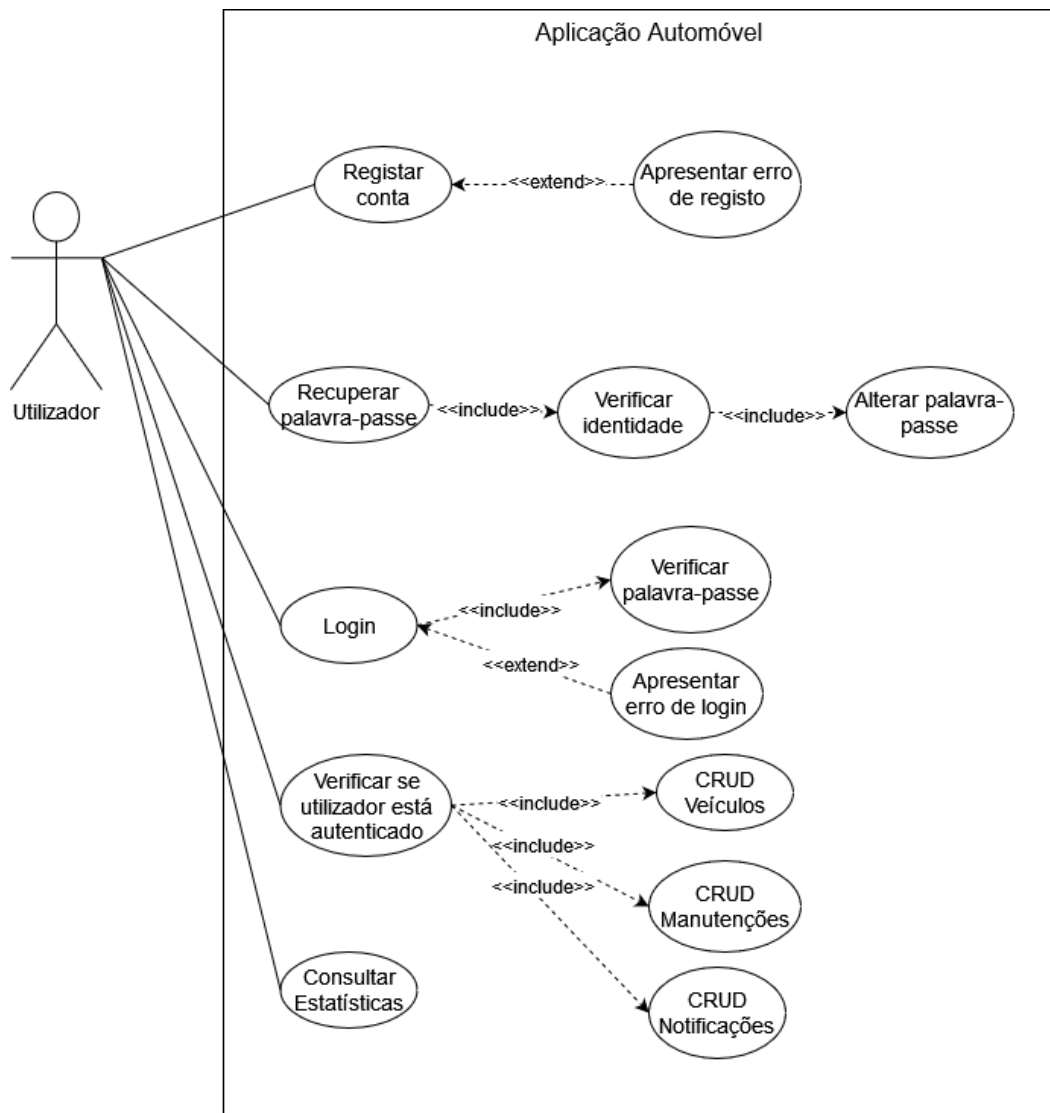 Aplicação Automóvel
Registar
conta
<<extend>>
Apresentar erro
de registo
Utilizador
Recuperar
palavra-passe
<<include>>
Verificar
identidade
<<include>>
Alterar palavra-
passe
Login
<<include>>
Verificar
palavra-passe
<<extend>>
Apresentar
erro de login
Verificar se
utilizador está
autenticado
<<include>>
CRUD
Veículos
<<include>>
CRUD
Manutenções
<<include>>
CRUD
Notificações
Consultar
Estatísticas